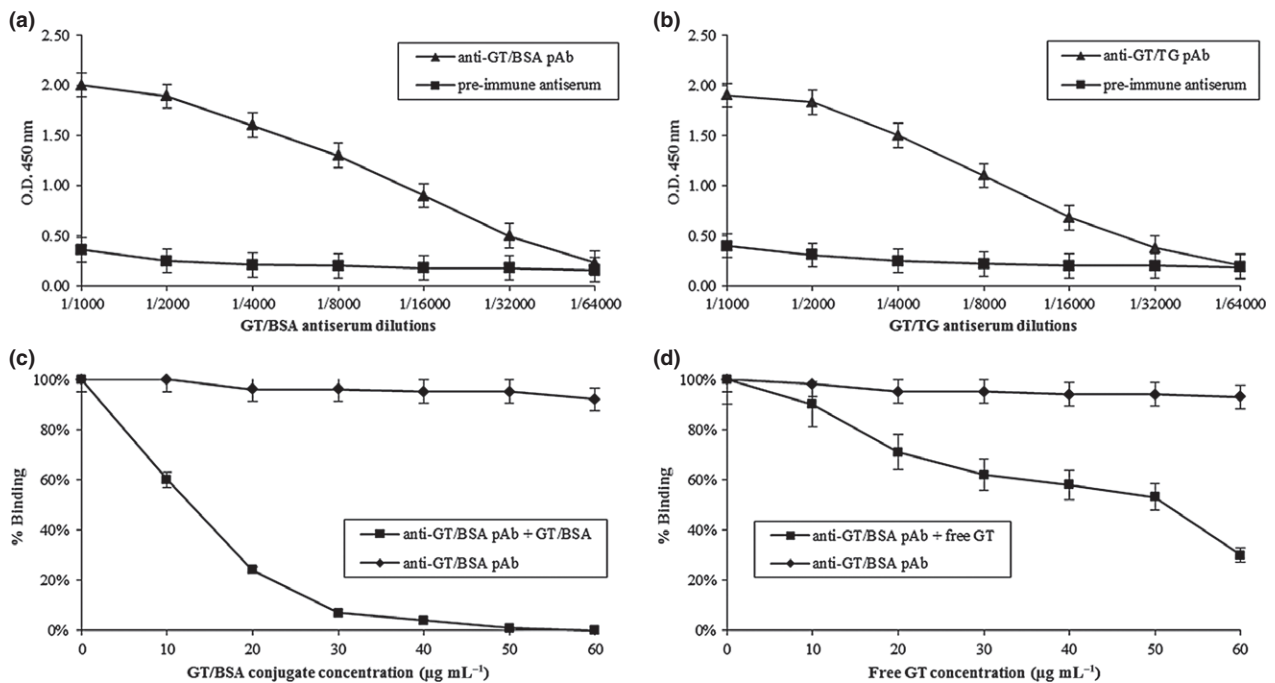 (a)
2.50
2.00
1.50
1.00
0.50
0.00
O.D. 450 nm
anti-GT/BSA pAb
pre-immune antiserum
1/1000 1/2000 1/4000 1/8000 1/16000 1/32000 1/64000
GT/BSA antiserum dilutions
(b)
2.50
2.00
1.50
1.00
0.50
0.00
O.D. 450 nm
anti-GT/TG pAb
pre-immune antiserum
1/1000 1/2000 1/4000 1/8000 1/16000 1/32000 1/64000
GT/TG antiserum dilutions
(c)
100%
80%
60%
40%
20%
0%
% Binding
anti-GT/BSA pAb + GT/BSA
anti-GT/BSA pAb
0 10 20 30 40 50 60
GT/BSA conjugate concentration (µg mL⁻¹)
(d)
100%
80%
60%
40%
20%
0%
% Binding
anti-GT/BSA pAb + free GT
anti-GT/BSA pAb
0 10 20 30 40 50 60
Free GT concentration (µg mL⁻¹)